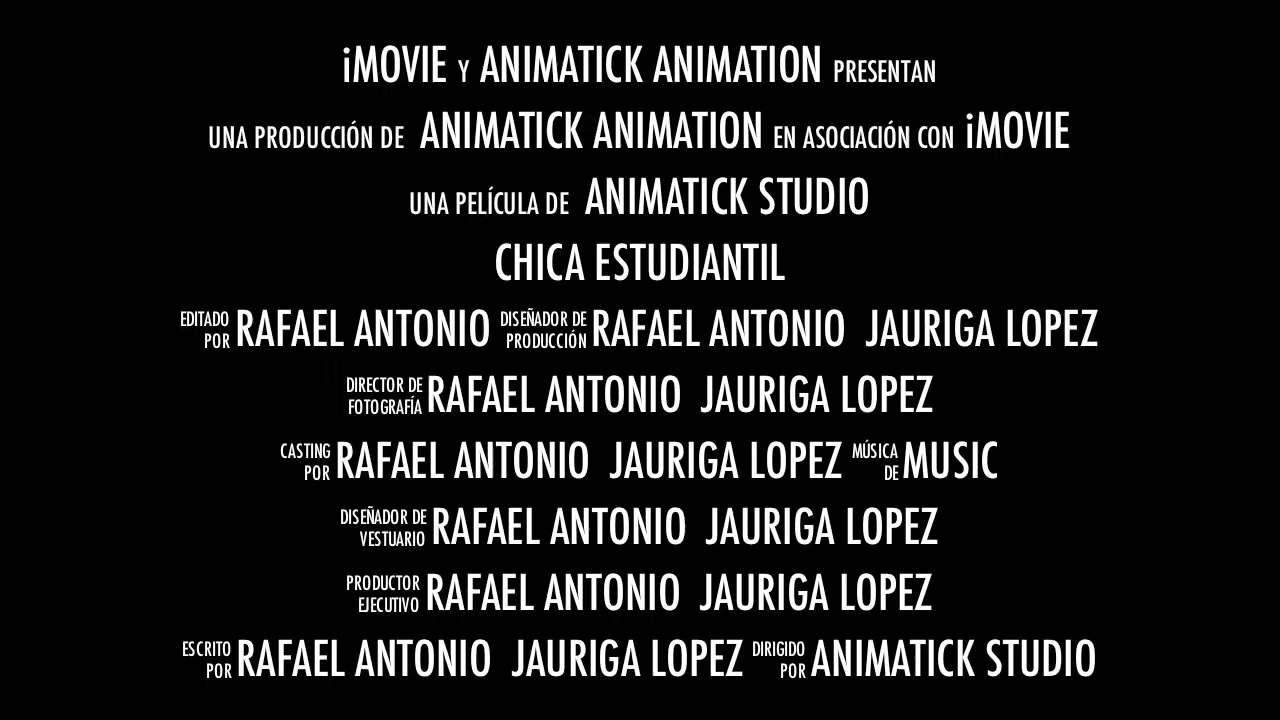 iMOVIE Y ANIMATICK ANIMATION PRESENTAN
UNA PRODUCCIÓN DE ANIMATICK ANIMATION EN ASOCIACIÓN CON iMOVIE
UNA PELÍCULA DE ANIMATICK STUDIO
CHICA ESTUDIANTIL
EDITADO POR RAFAEL ANTONIO DISEÑADOR DE PRODUCCIÓN RAFAEL ANTONIO JAURIGA LOPEZ
DIRECTOR DE FOTOGRAFÍA RAFAEL ANTONIO JAURIGA LOPEZ
CASTING POR RAFAEL ANTONIO JAURIGA LOPEZ MÚSICA DE MUSIC
DISEÑADOR DE VESTUARIO RAFAEL ANTONIO JAURIGA LOPEZ
PRODUCTOR EJECUTIVO RAFAEL ANTONIO JAURIGA LOPEZ
ESCRITO POR RAFAEL ANTONIO JAURIGA LOPEZ DIRIGIDO POR ANIMATICK STUDIO